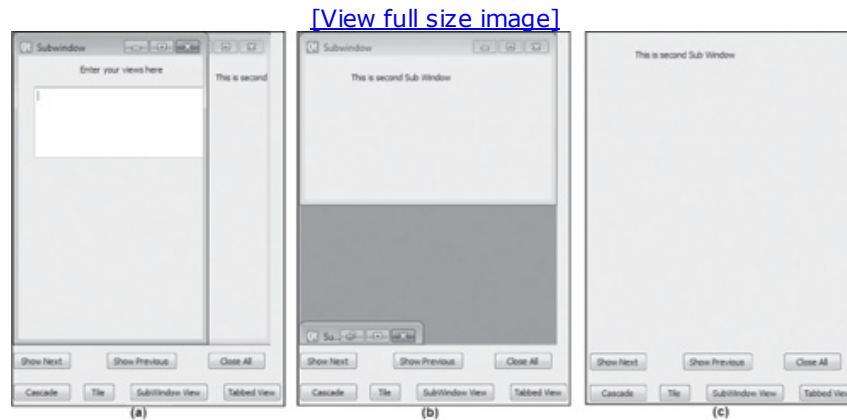 [View full size image]
Subwindow
Enter your views here
This is second
Show Next Show Previous Close All
Cascade Tile SubWindow View Tabbed View
(a)
Subwindow
This is second Sub Window
Su...
Show Next Show Previous Close All
Cascade Tile SubWindow View Tabbed View
(b)
This is second Sub Window
Show Next Show Previous Close All
Cascade Tile SubWindow View Tabbed View
(c)